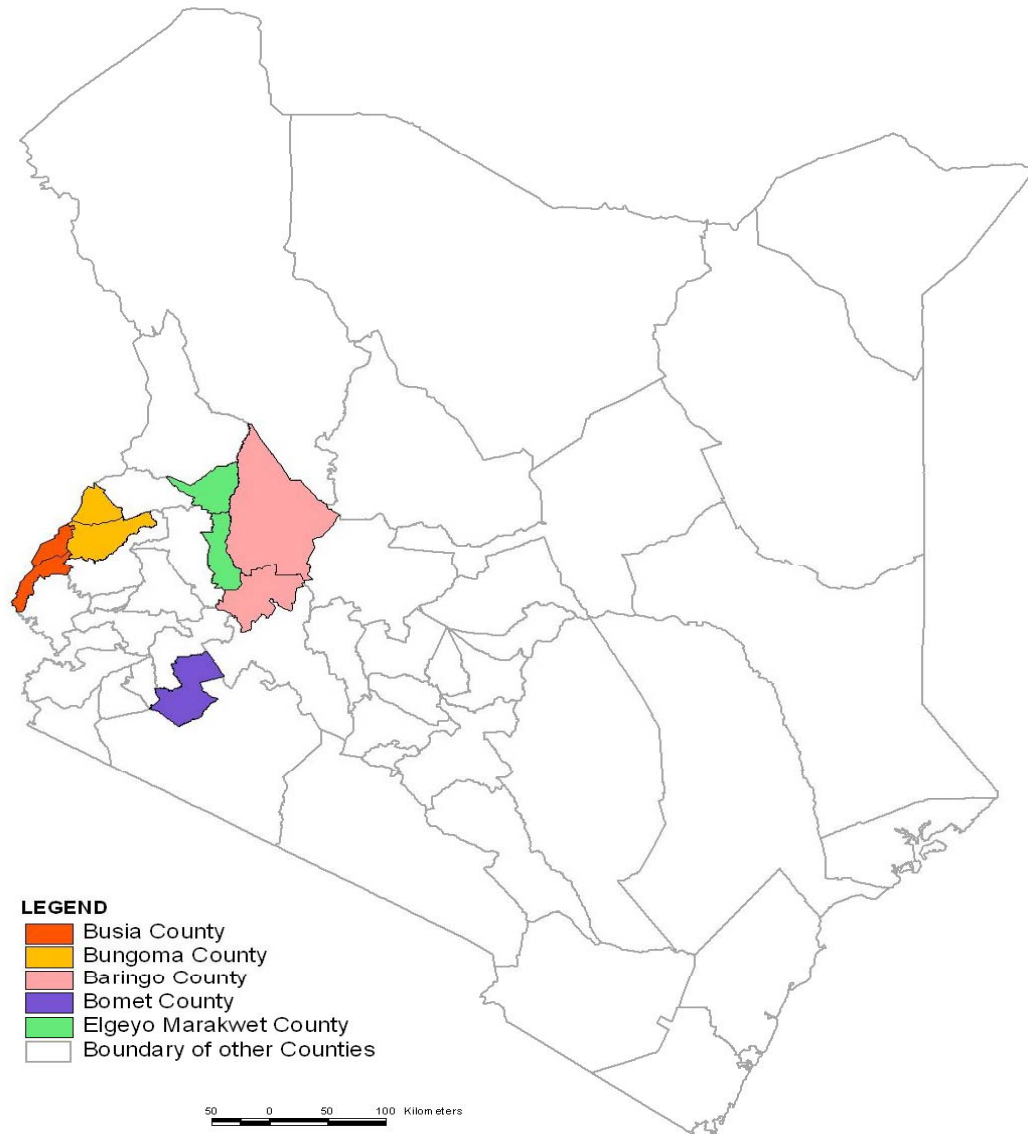 LEGEND
Busia County
Bungoma County
Baringo County
Bomet County
Elgeyo Marakwet County
Boundary of other Counties
50 0 50 100 Kilometers